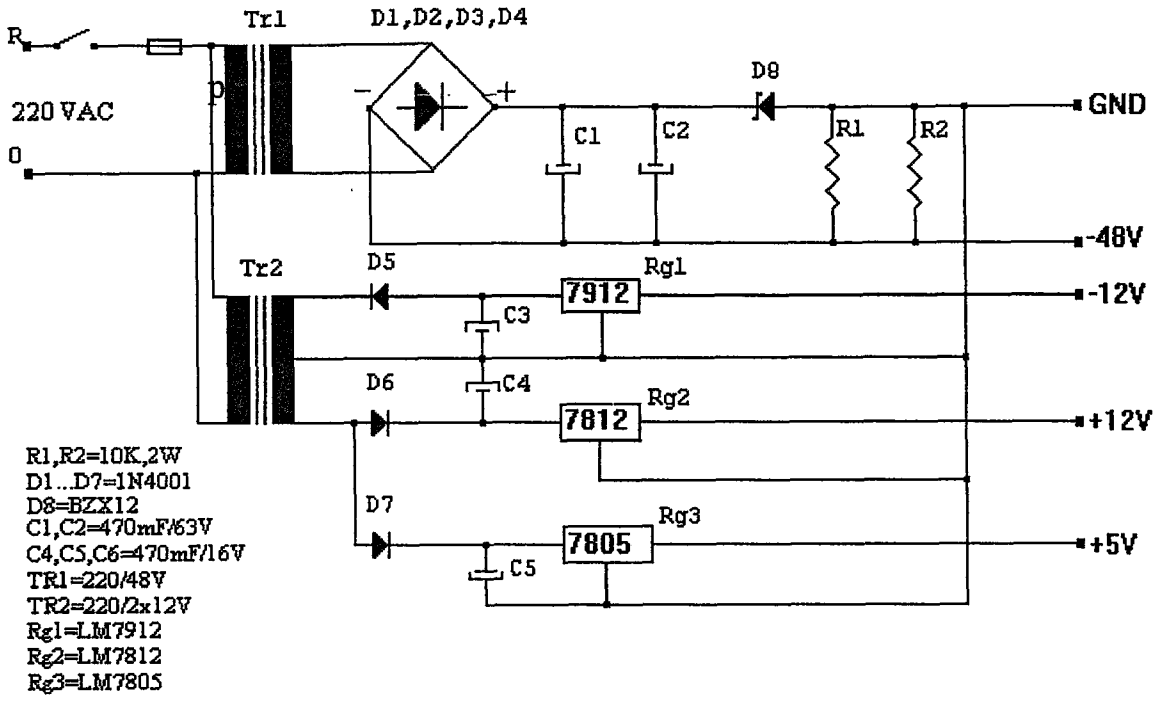 Tr1
D1,D2,D3,D4
R
p
- +
D8
220 VAC
GND
C1
C2
R1
R2
0
-48V
Tr2
D5
Rg1
7912
-12V
C3
D6
C4
Rg2
7812
+12V
R1,R2=10K,2W
D1...D7=1N4001
D8=BZX12
C1,C2=470mF/63V
C4,C5,C6=470mF/16V
TR1=220/48V
TR2=220/2x12V
Rg1=LM7912
Rg2=LM7812
Rg3=LM7805
D7
Rg3
7805
+5V
C5